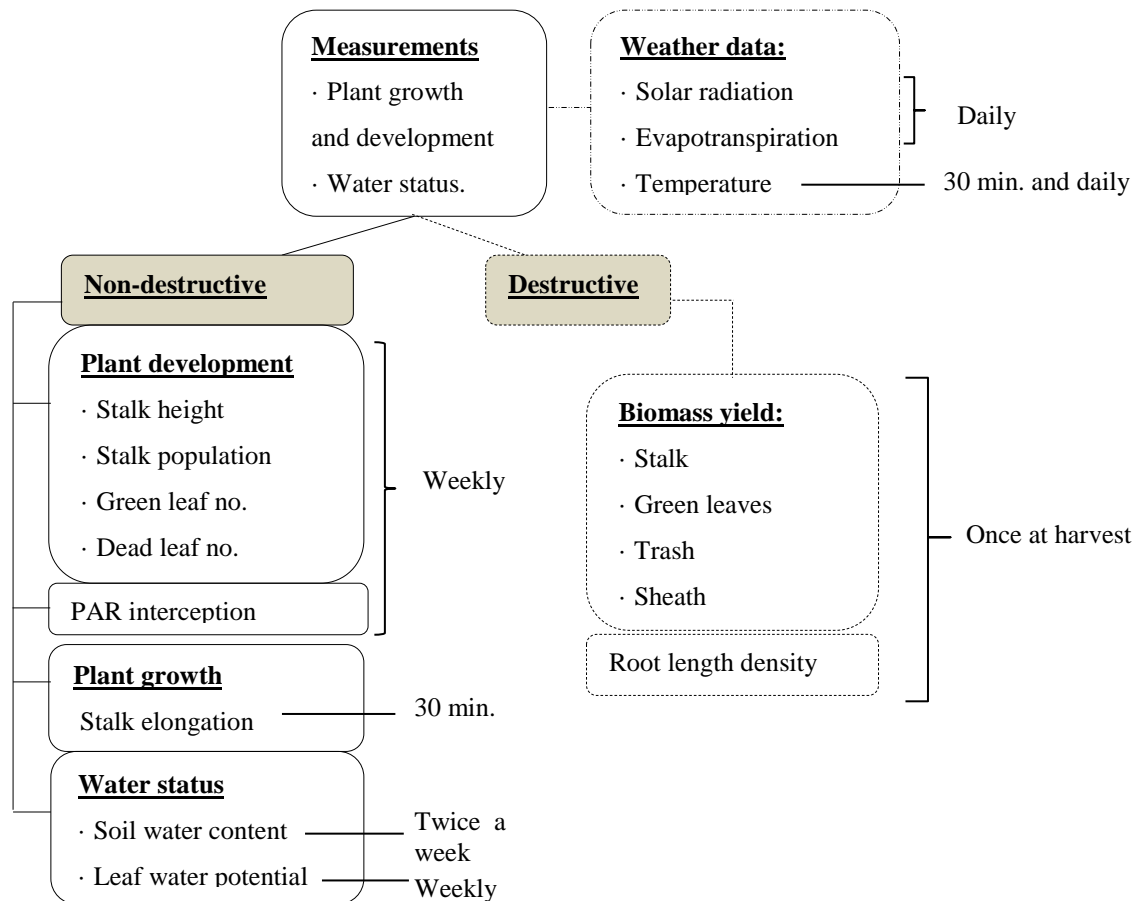 Measurements
· Plant growth
and development
· Water status.
Weather data:
· Solar radiation
· Evapotranspiration
· Temperature
Daily
30 min. and daily
Non-destructive
Destructive
Plant development
· Stalk height
· Stalk population
· Green leaf no.
· Dead leaf no.
PAR interception
Weekly
Plant growth
Stalk elongation
30 min.
Water status
· Soil water content
Twice a
week
· Leaf water potential
Weekly
Biomass yield:
· Stalk
· Green leaves
· Trash
· Sheath
Root length density
Once at harvest